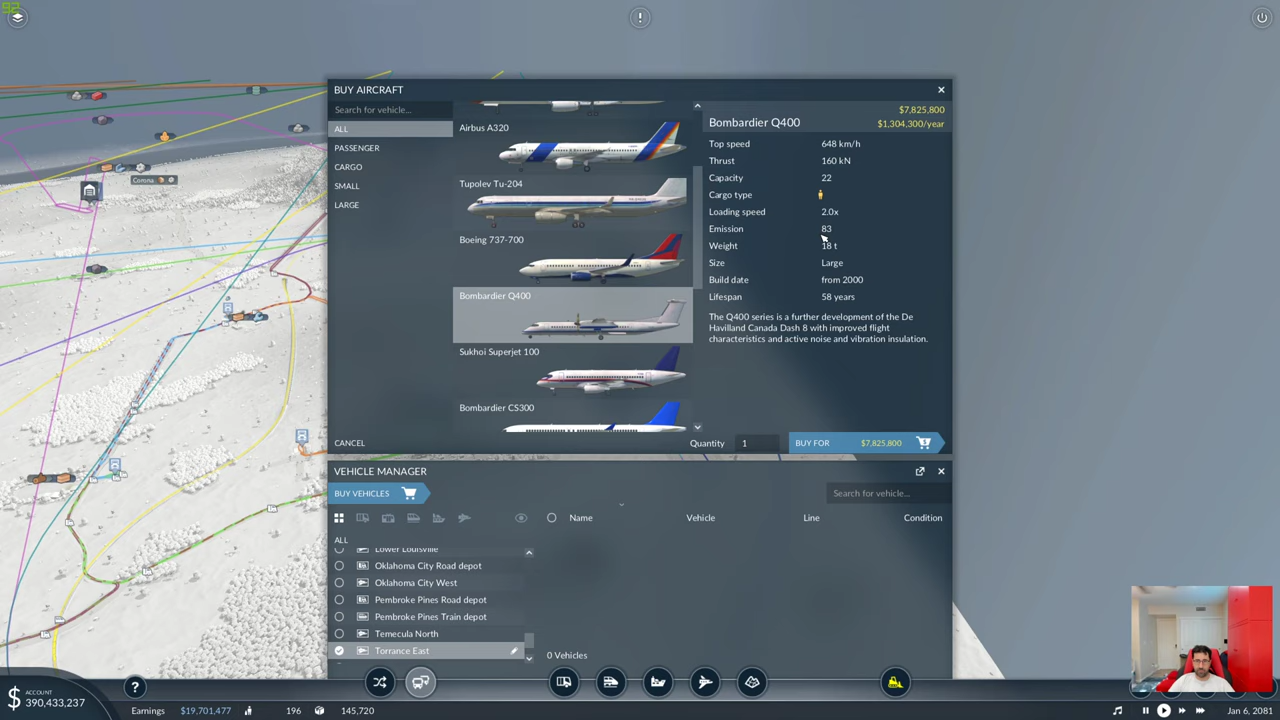 92
BUY AIRCRAFT
Search for vehicle...
ALL
PASSENGER
CARGO
SMALL
LARGE
Airbus A320
Tupolev Tu-204
Boeing 737-700
Bombardier Q400
Sukhoi Superjet 100
Bombardier CS300
$7,825,800
Bombardier Q400
$1,304,300/year
Top speed 648 km/h
Thrust 160 kN
Capacity 22
Cargo type
Loading speed 2.0x
Emission 83
Weight 18 t
Size Large
Build date from 2000
Lifespan 58 years
The Q400 series is a further development of the De
Havilland Canada Dash 8 with improved flight
characteristics and active noise and vibration insulation.
CANCEL
Quantity 1
BUY FOR $7,825,800
Corona
VEHICLE MANAGER
BUY VEHICLES
Search for vehicle...
Name Vehicle Line Condition
ALL
Lower Louisville
Oklahoma City Road depot
Oklahoma City West
Pembroke Pines Road depot
Pembroke Pines Train depot
Temecula North
Torrance East
0 Vehicles
$ ACCOUNT
390,433,237
?
Earnings $19,701,477 196 145,720
Jan 6, 2081